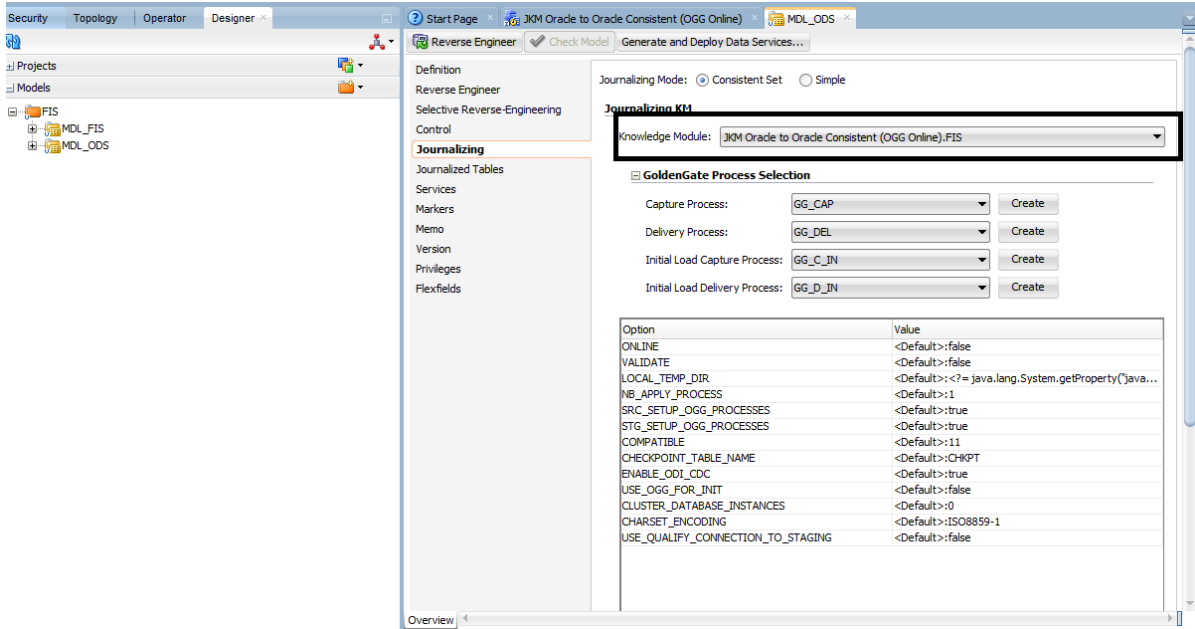 Security Topology Operator Designer
Start Page JKM Oracle to Oracle Consistent (OGG Online) MDL_ODS
Reverse Engineer Check Model Generate and Deploy Data Services...
Projects
Models
FIS
MDL_FIS
MDL_ODS
Definition
Reverse Engineer
Selective Reverse-Engineering
Control
Journalizing
Journalized Tables
Services
Markers
Memo
Version
Privileges
Flexfields
Journalizing Mode: Consistent Set Simple
Journalizing KM
Knowledge Module: JKM Oracle to Oracle Consistent (OGG Online).FIS
GoldenGate Process Selection
Capture Process: GG_CAP Create
Delivery Process: GG_DEL Create
Initial Load Capture Process: GG_C_IN Create
Initial Load Delivery Process: GG_D_IN Create
Option Value
ONLINE <Default>:false
VALIDATE <Default>:false
LOCAL_TEMP_DIR <Default>:<?= java.lang.System.getProperty("java...
NB_APPLY_PROCESS <Default>:1
SRC_SETUP_OGG_PROCESSES <Default>:true
STG_SETUP_OGG_PROCESSES <Default>:true
COMPATIBLE <Default>:11
CHECKPOINT_TABLE_NAME <Default>:CHKPT
ENABLE_ODI_CDC <Default>:true
USE_OGG_FOR_INIT <Default>:false
CLUSTER_DATABASE_INSTANCES <Default>:0
CHARSET_ENCODING <Default>:ISO8859-1
USE_QUALIFY_CONNECTION_TO_STAGING <Default>:false
Overview